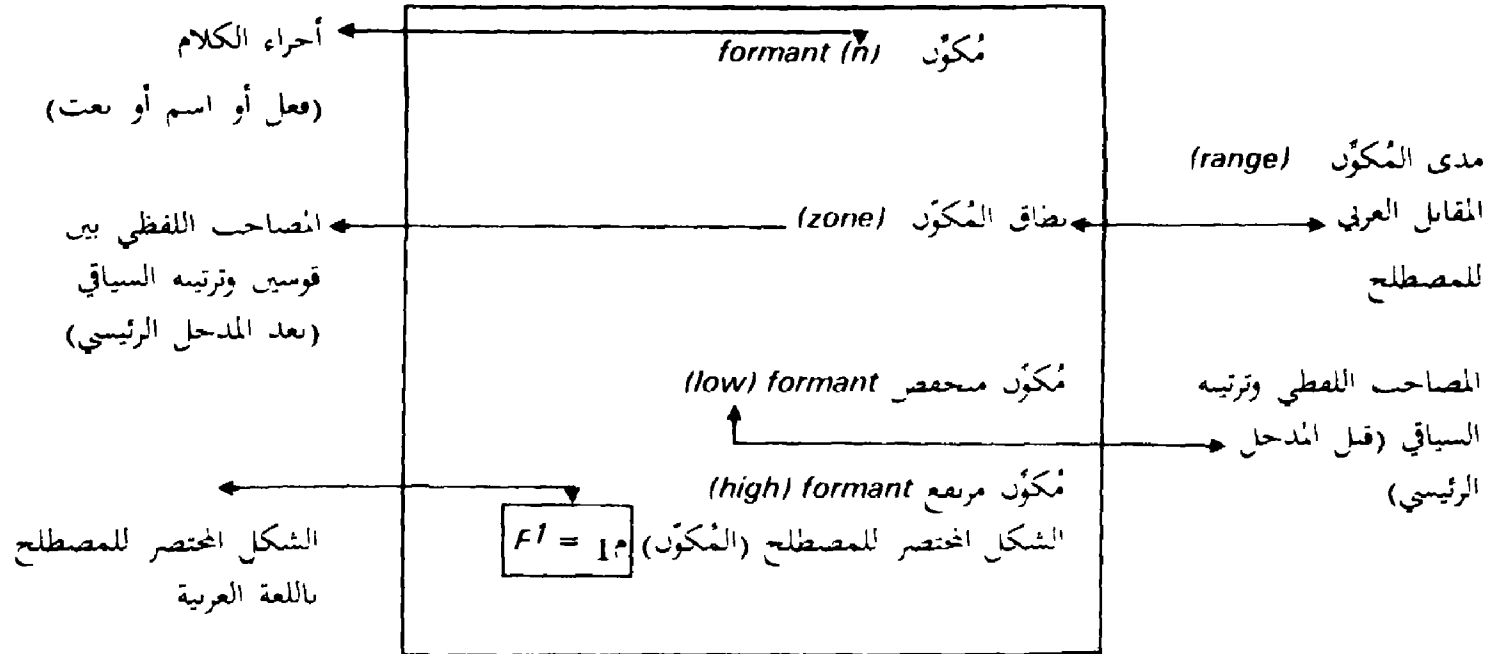 أجزاء الكلام
(فعل أو اسم أو نعت)
مُكوِّن formant (n)
مدى المُكوِّن (range)
المقابل العربي
للمصطلح
نطاق المُكوِّن (zone)
المصاحب اللفظي بين
قوسين وترتيبه السياقي
(بعد المدخل الرئيسي)
مُكوِّن منخفض (low) formant
المصاحب اللفظي وترتيبه
السياقي (قبل المدخل
الرئيسي)
مُكوِّن مرتفع (high) formant
الشكل المختصر للمصطلح (المُكوِّن) م1 = F1
الشكل المختصر للمصطلح
باللغة العربية